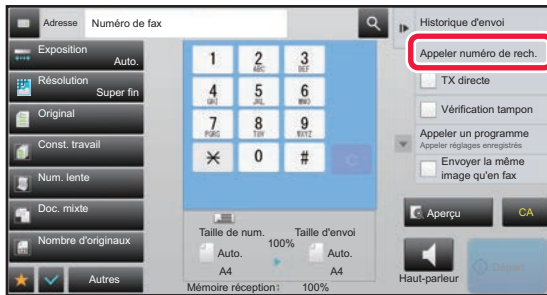 Adresse
Numéro de fax
Historique d'envoi
Exposition
Auto.
Appeler numéro de rech.
Résolution
Super fin
TX directe
Original
Vérification tampon
Const. travail
Appeler un programme
Appeler réglages enregistrés
Num. lente
Envoyer la même
image qu'en fax
Doc. mixte
Nombre d'originaux
Autres
1
2
ABC
3
DEF
4
GHI
5
JKL
6
MNO
7
PQRS
8
TUV
9
WXYZ
0
#
C
Taille de num.
100%
Taille d'envoi
Auto.
A4
Auto.
A4
Mémoire réception:
100%
Aperçu
CA
Haut-parleur
Départ